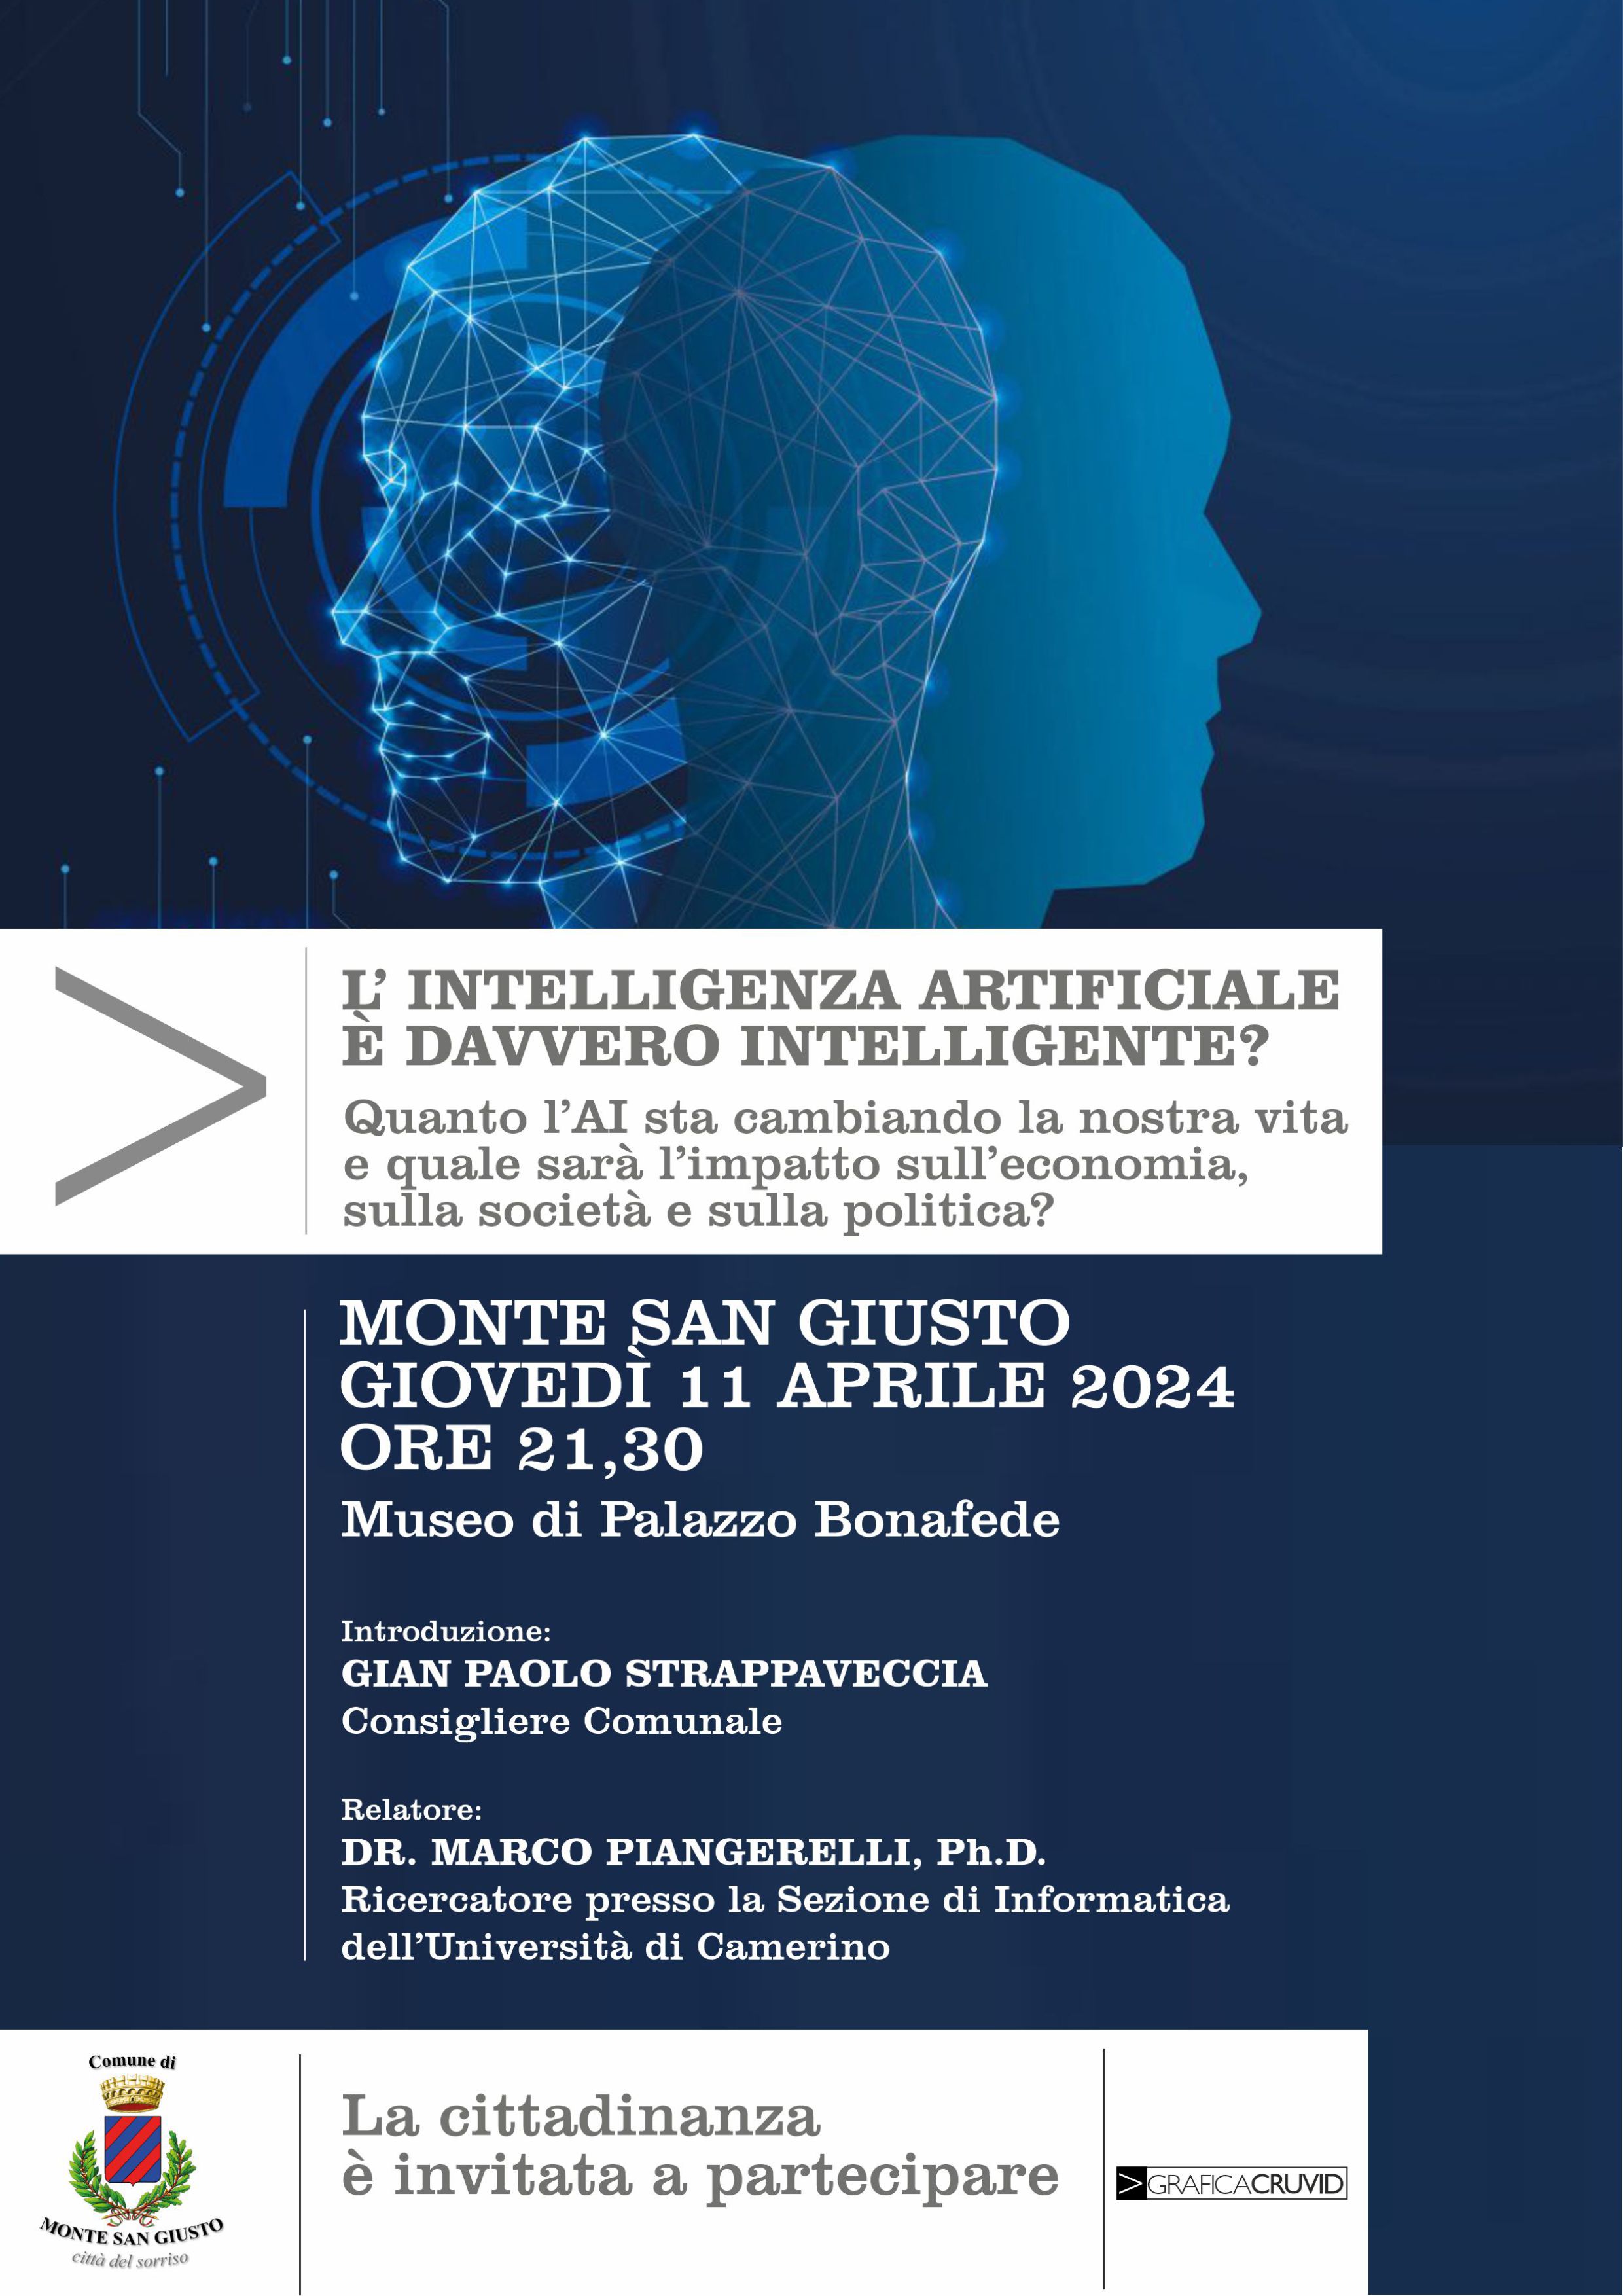 L’ INTELLIGENZA ARTIFICIALE
È DAVVERO INTELLIGENTE?
Quanto l’AI sta cambiando la nostra vita
e quale sarà l’impatto sull’economia,
sulla società e sulla politica?
MONTE SAN GIUSTO
GIOVEDÌ 11 APRILE 2024
ORE 21,30
Museo di Palazzo Bonafede
Introduzione:
GIAN PAOLO STRAPPAVECCIA
Consigliere Comunale
Relatore:
DR. MARCO PIANGERELLI, Ph.D.
Ricercatore presso la Sezione di Informatica
dell’Università di Camerino
Comune di
MONTE SAN GIUSTO
città del sorriso
La cittadinanza
è invitata a partecipare
>GRAFICACRUVID